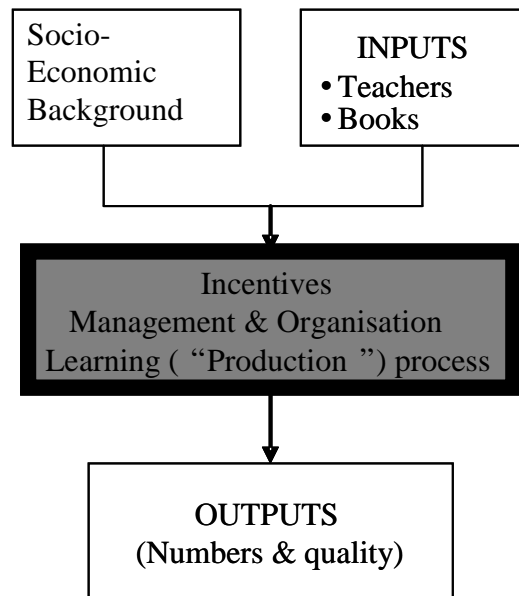 Socio-
Economic
Background
INPUTS
• Teachers
• Books
Incentives
Management & Organisation
Learning ( “Production ”) process
OUTPUTS
(Numbers & quality)